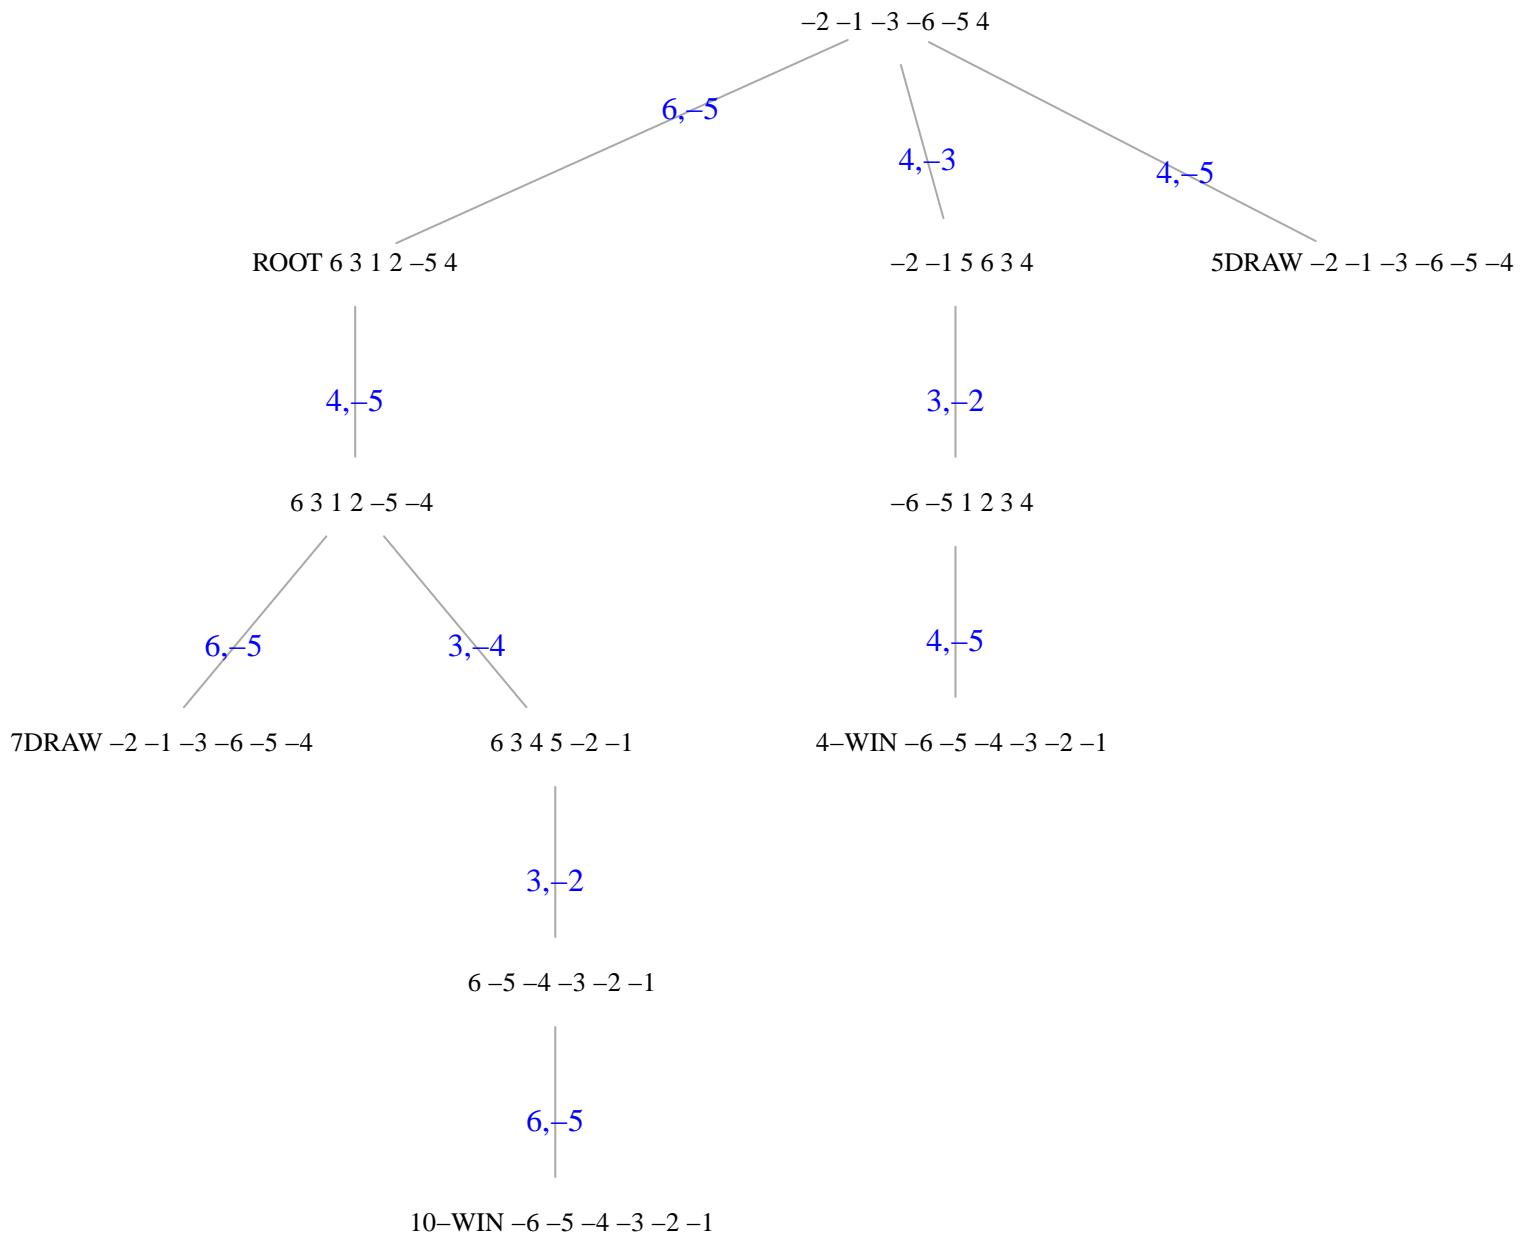 –2 –1 –3 –6 –5 4
6,–5
4,–3
4,–5
ROOT 6 3 1 2 –5 4
–2 –1 5 6 3 4
5DRAW –2 –1 –3 –6 –5 –4
4,–5
3,–2
6 3 1 2 –5 –4
–6 –5 1 2 3 4
6,–5
3,–4
4,–5
7DRAW –2 –1 –3 –6 –5 –4
6 3 4 5 –2 –1
4–WIN –6 –5 –4 –3 –2 –1
3,–2
6 –5 –4 –3 –2 –1
6,–5
10–WIN –6 –5 –4 –3 –2 –1